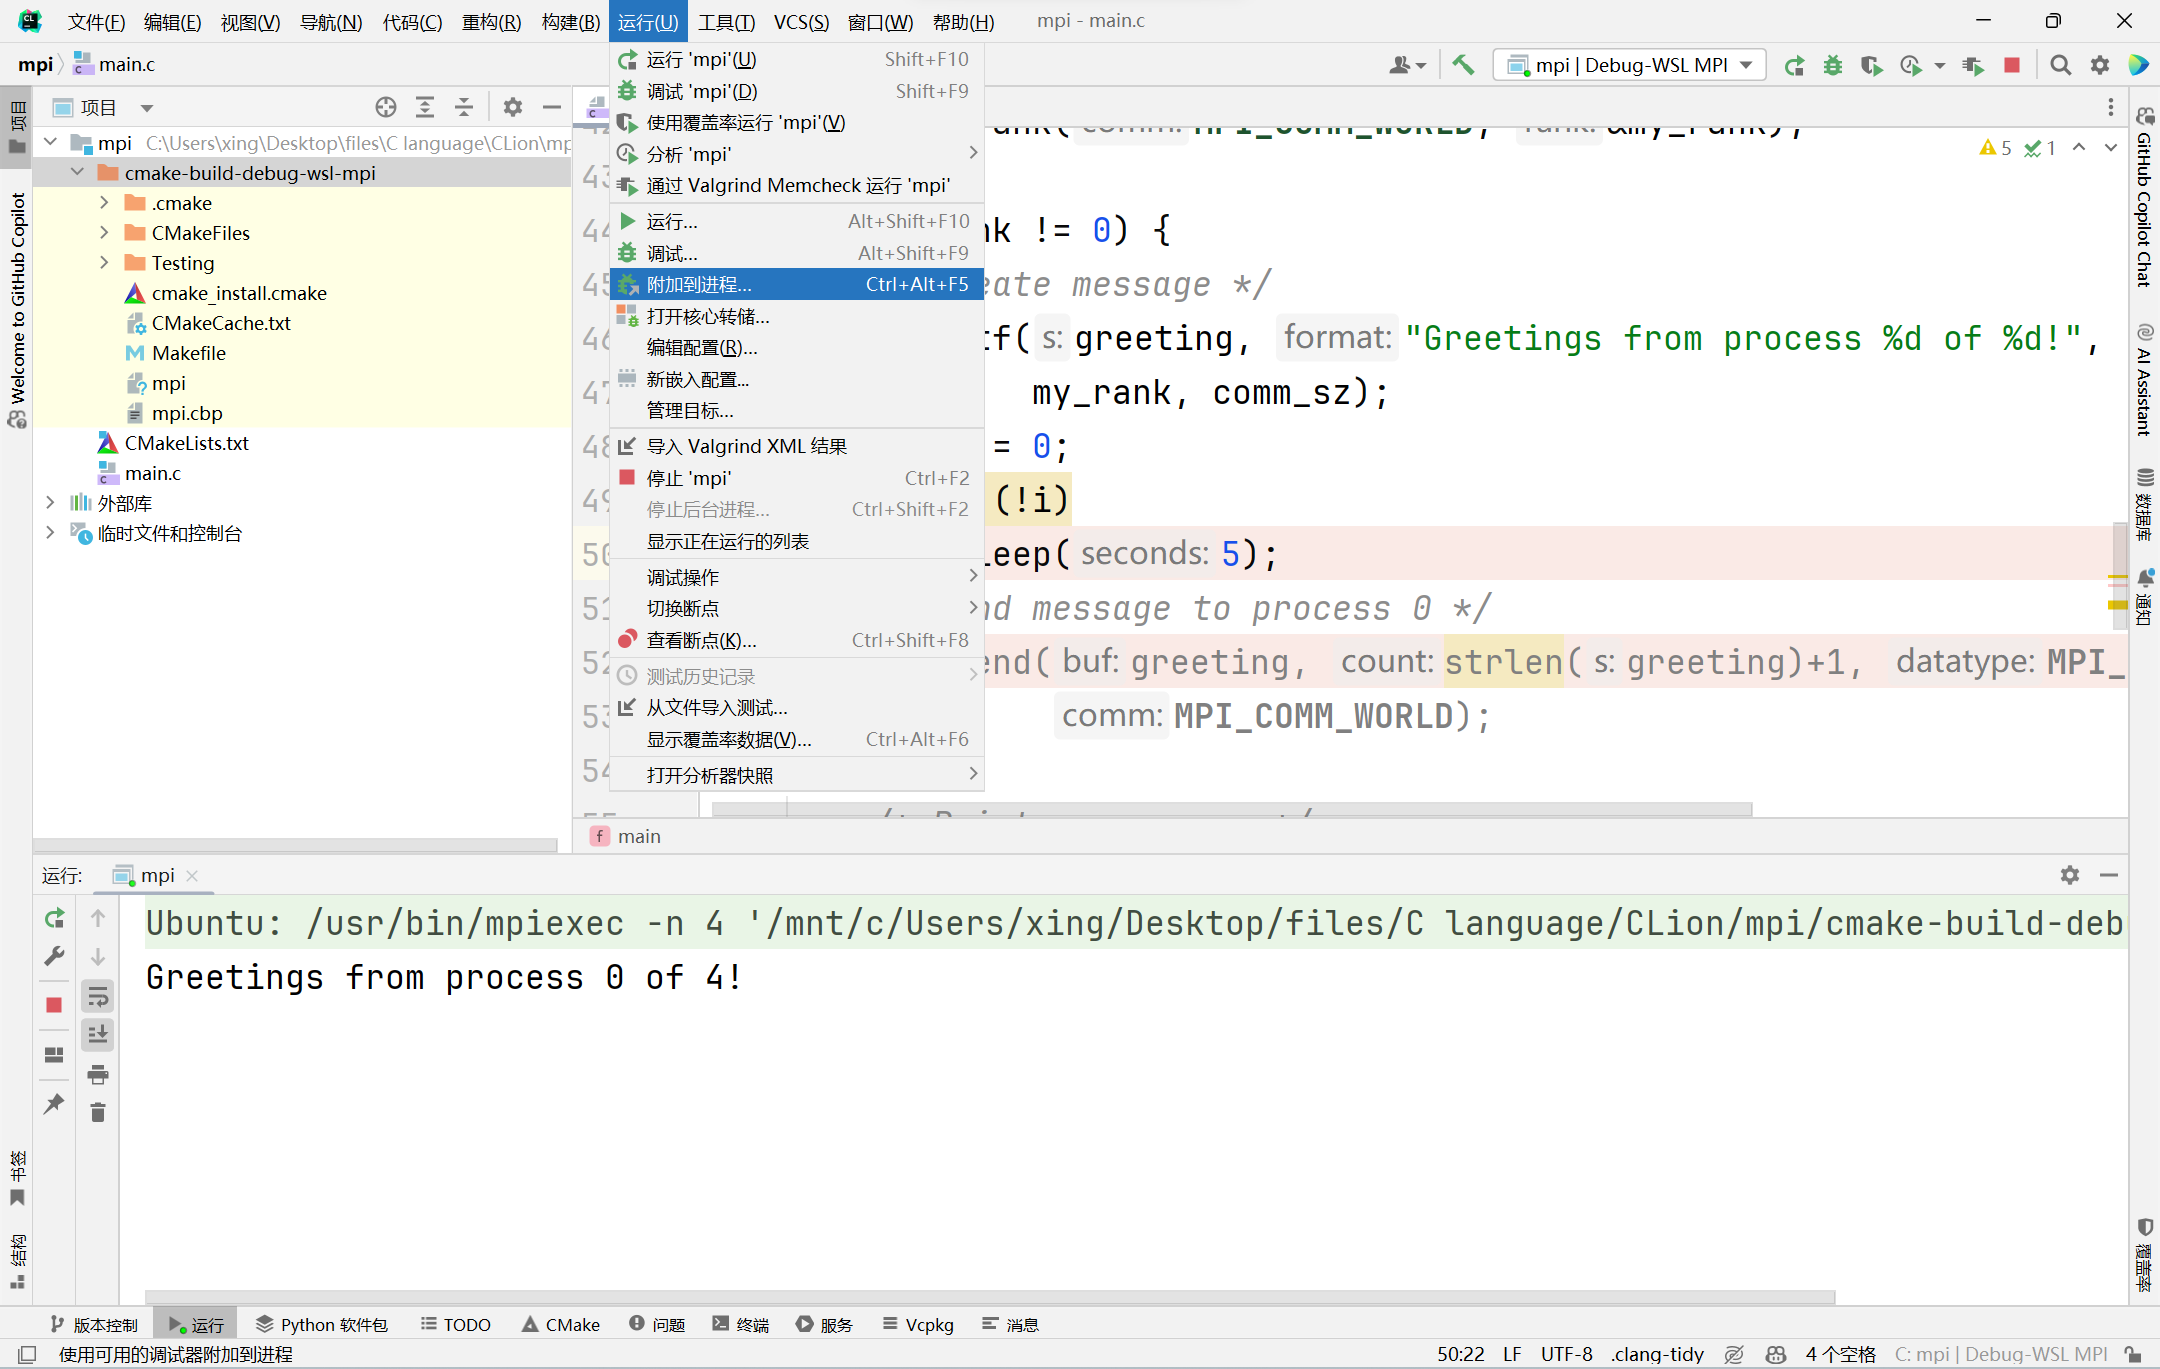 文件(F) 编辑(E) 视图(V) 导航(N) 代码(C) 重构(R) 构建(B) 运行(U) 工具(T) VCS(S) 窗口(W) 帮助(H) mpi - main.c
mpi main.c
mpi | Debug-WSL MPI
项目
mpi C:\Users\xing\Desktop\files\C language\CLion\mp
cmake-build-debug-wsl-mpi
.cmake
CMakeFiles
Testing
cmake_install.cmake
CMakeCache.txt
Makefile
mpi
mpi.cbp
CMakeLists.txt
main.c
外部库
临时文件和控制台
项目
Welcome to GitHub Copilot
书签
结构
运行 'mpi'(U) Shift+F10
调试 'mpi'(D) Shift+F9
使用覆盖率运行 'mpi'(V)
分析 'mpi'
通过 Valgrind Memcheck 运行 'mpi'
运行... Alt+Shift+F10
调试... Alt+Shift+F9
附加到进程... Ctrl+Alt+F5
打开核心转储...
编辑配置(R)...
新嵌入配置...
管理目标...
导入 Valgrind XML 结果
停止 'mpi' Ctrl+F2
停止后台进程... Ctrl+Shift+F2
显示正在运行的列表
调试操作
切换断点
查看断点(K)... Ctrl+Shift+F8
测试历史记录
从文件导入测试...
显示覆盖率数据(V)... Ctrl+Alt+F6
打开分析器快照
5 1
ank(comm: MPI_COMM_WORLD, rank: &my_rank);
43
44 nk != 0) {
45 eate message */
46 tf( s: greeting, format: "Greetings from process %d of %d!",
47 my_rank, comm_sz);
48 = 0;
49 (!i)
50 leep( seconds: 5);
51 nd message to process 0 */
52 end( buf: greeting, count: strlen( s: greeting)+1, datatype: MPI_
53 comm: MPI_COMM_WORLD);
54
main
GitHub Copilot Chat
AI Assistant
数据库
通知
覆盖率
运行: mpi
Ubuntu: /usr/bin/mpiexec -n 4 '/mnt/c/Users/xing/Desktop/files/C language/CLion/mpi/cmake-build-deb
Greetings from process 0 of 4!
版本控制 运行 Python 软件包 TODO CMake 问题 终端 服务 Vcpkg 消息
使用可用的调试器附加到进程 50:22 LF UTF-8 .clang-tidy 4 个空格 C: mpi | Debug-WSL MPI